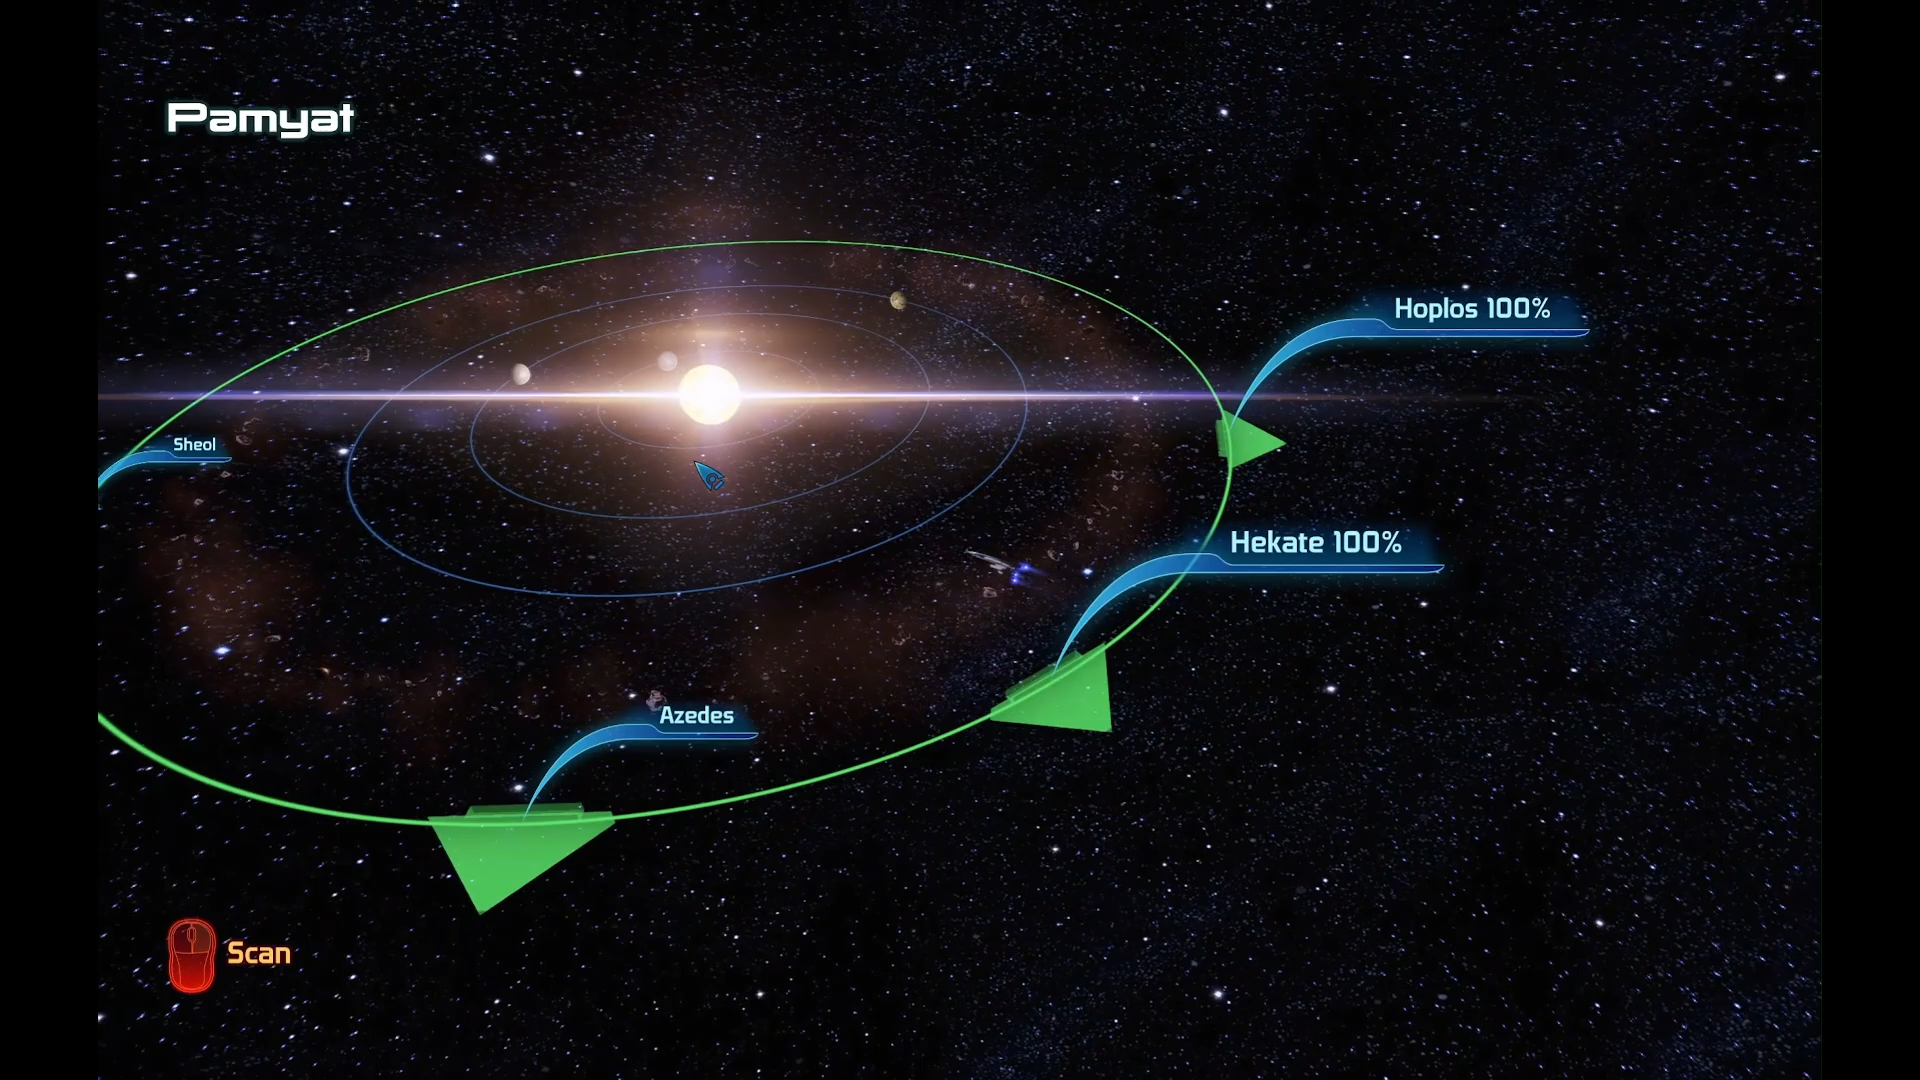 Pamyat
Hoplos 100%
Sheol
Hekate 100%
Azedes
Scan